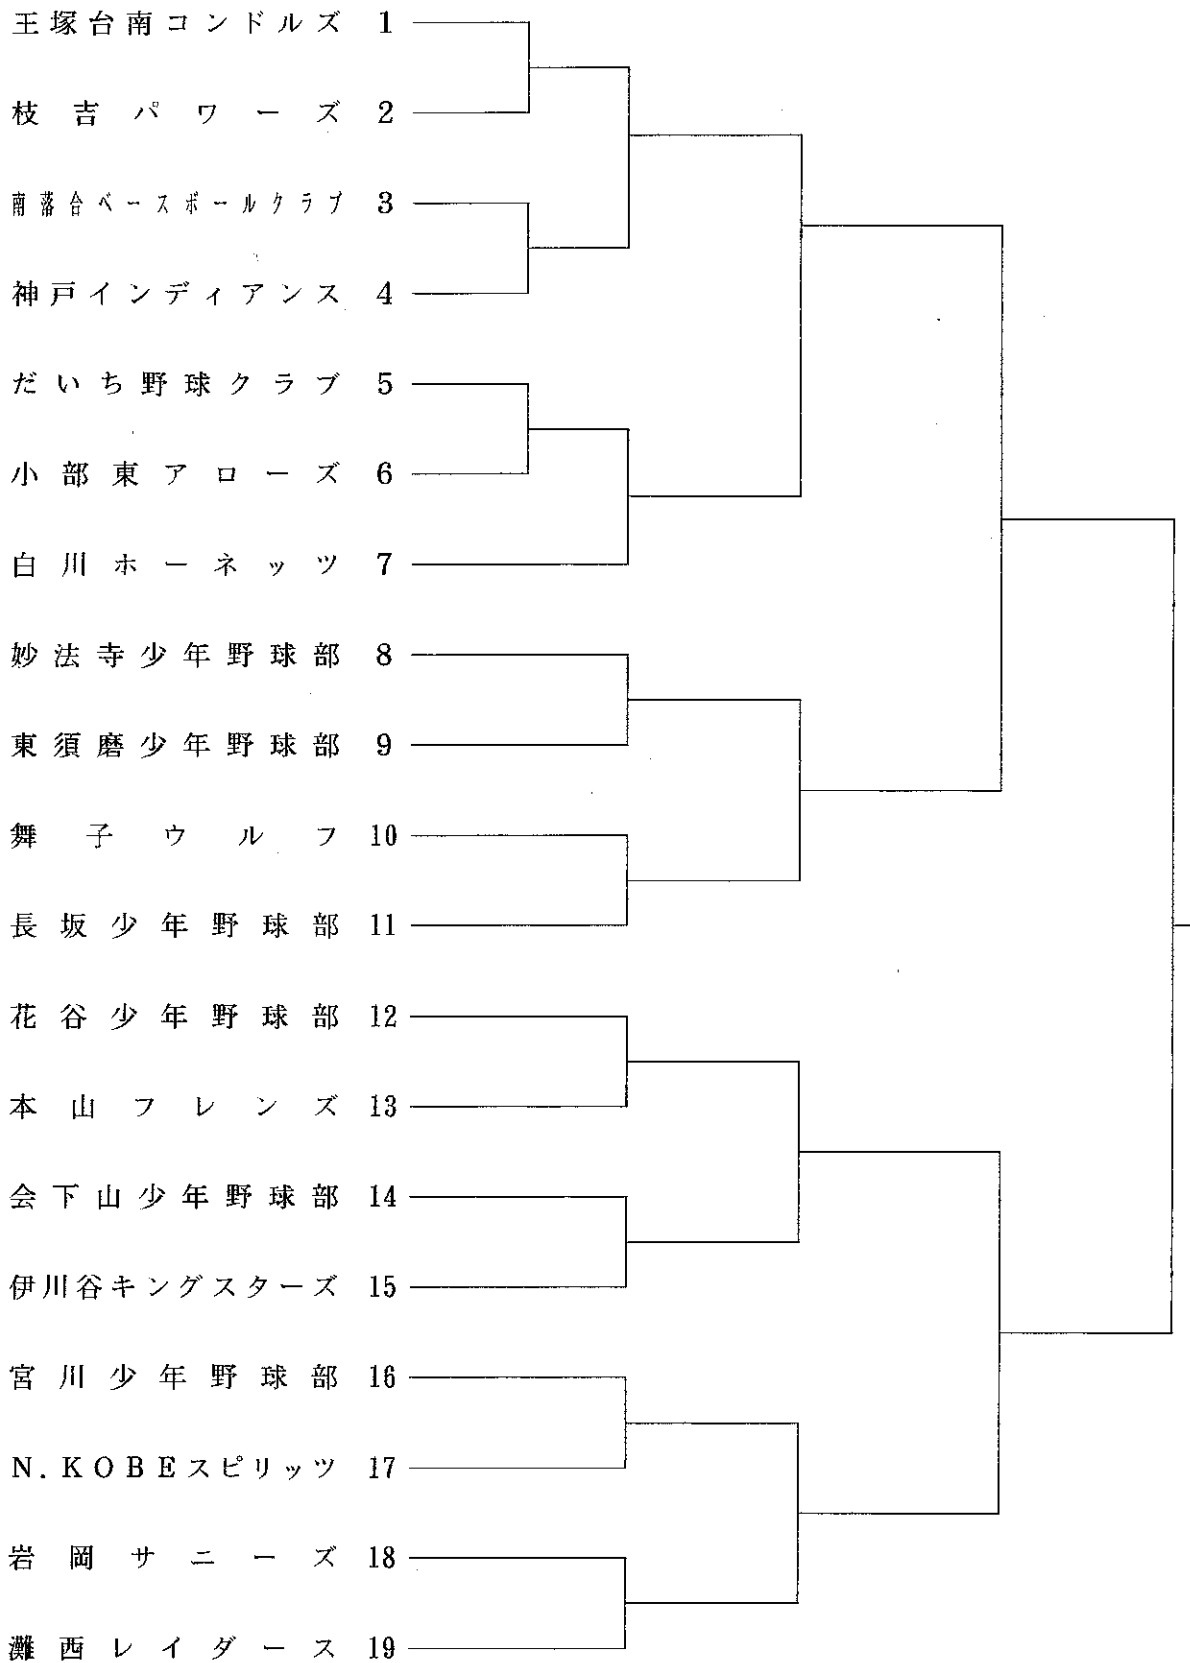 王塚台南コンドルズ 1
枝吉パワーズ 2
南落合ベースボールクラブ 3
神戸インディアンス 4
だいち野球クラブ 5
小部東アローズ 6
白川ホーネッツ 7
妙法寺少年野球部 8
東須磨少年野球部 9
舞子ウルフ 10
長坂少年野球部 11
花谷少年野球部 12
本山フレンズ 13
会下山少年野球部 14
伊川谷キングスターズ 15
宮川少年野球部 16
N.KOBEスピリッツ 17
岩岡サニーズ 18
灘西レイダース 19